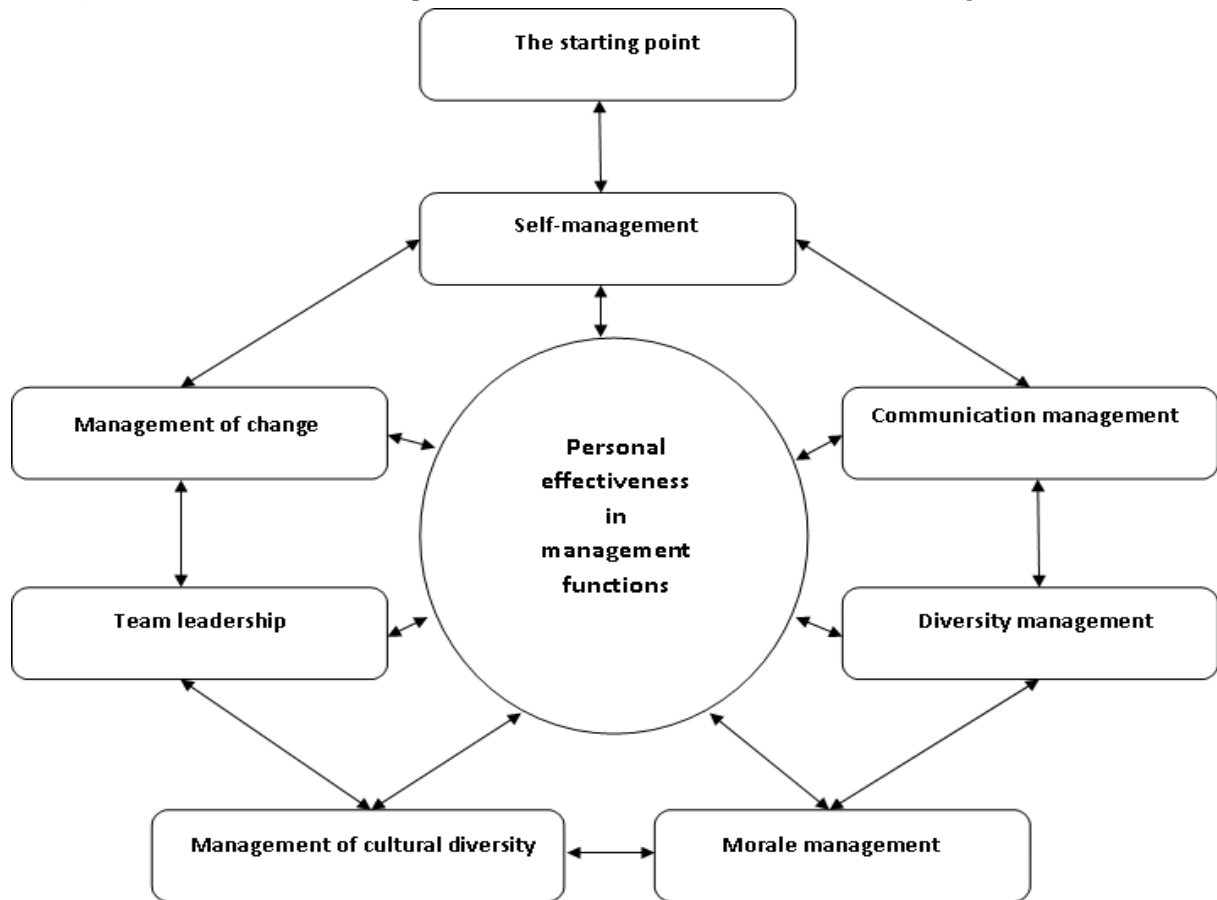 The starting point
Self-management
Management of change
Communication management
Personal
effectiveness
in
management
functions
Team leadership
Diversity management
Management of cultural diversity
Morale management